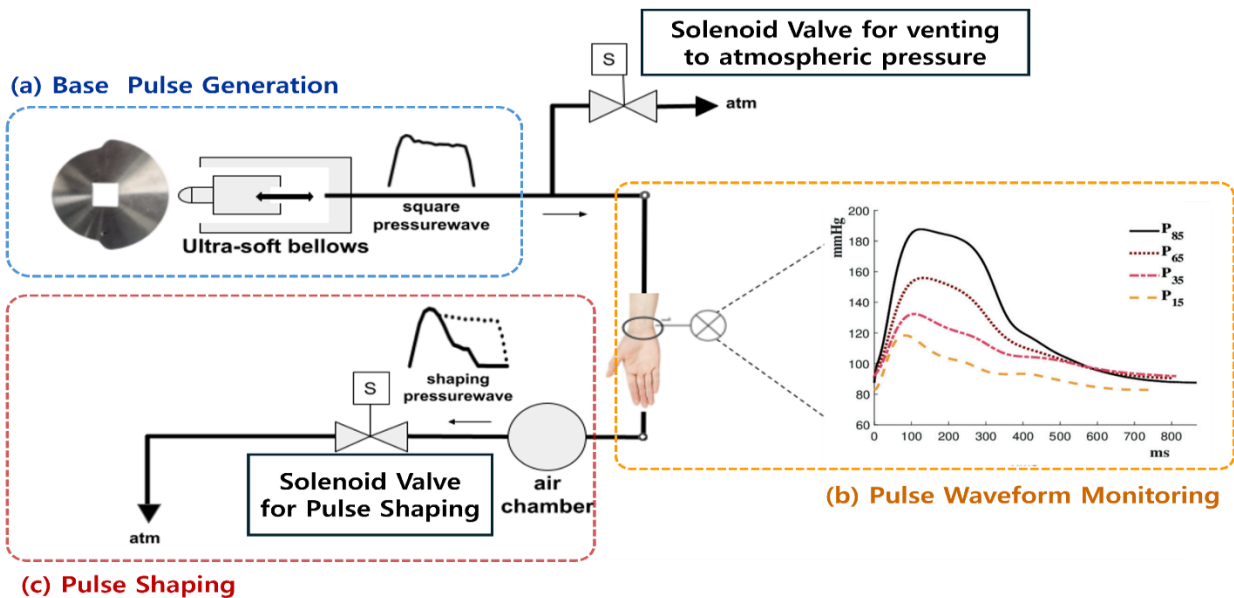 Solenoid Valve for venting
to atmospheric pressure
S
atm
(a) Base Pulse Generation
square
pressurewave
Ultra-soft bellows
mmHg
200
180
160
140
120
100
80
60
0
100
200
300
400
500
600
700
800
ms
P85
P65
P35
P15
(b) Pulse Waveform Monitoring
shaping
pressurewave
S
Solenoid Valve
for Pulse Shaping
air
chamber
atm
(c) Pulse Shaping